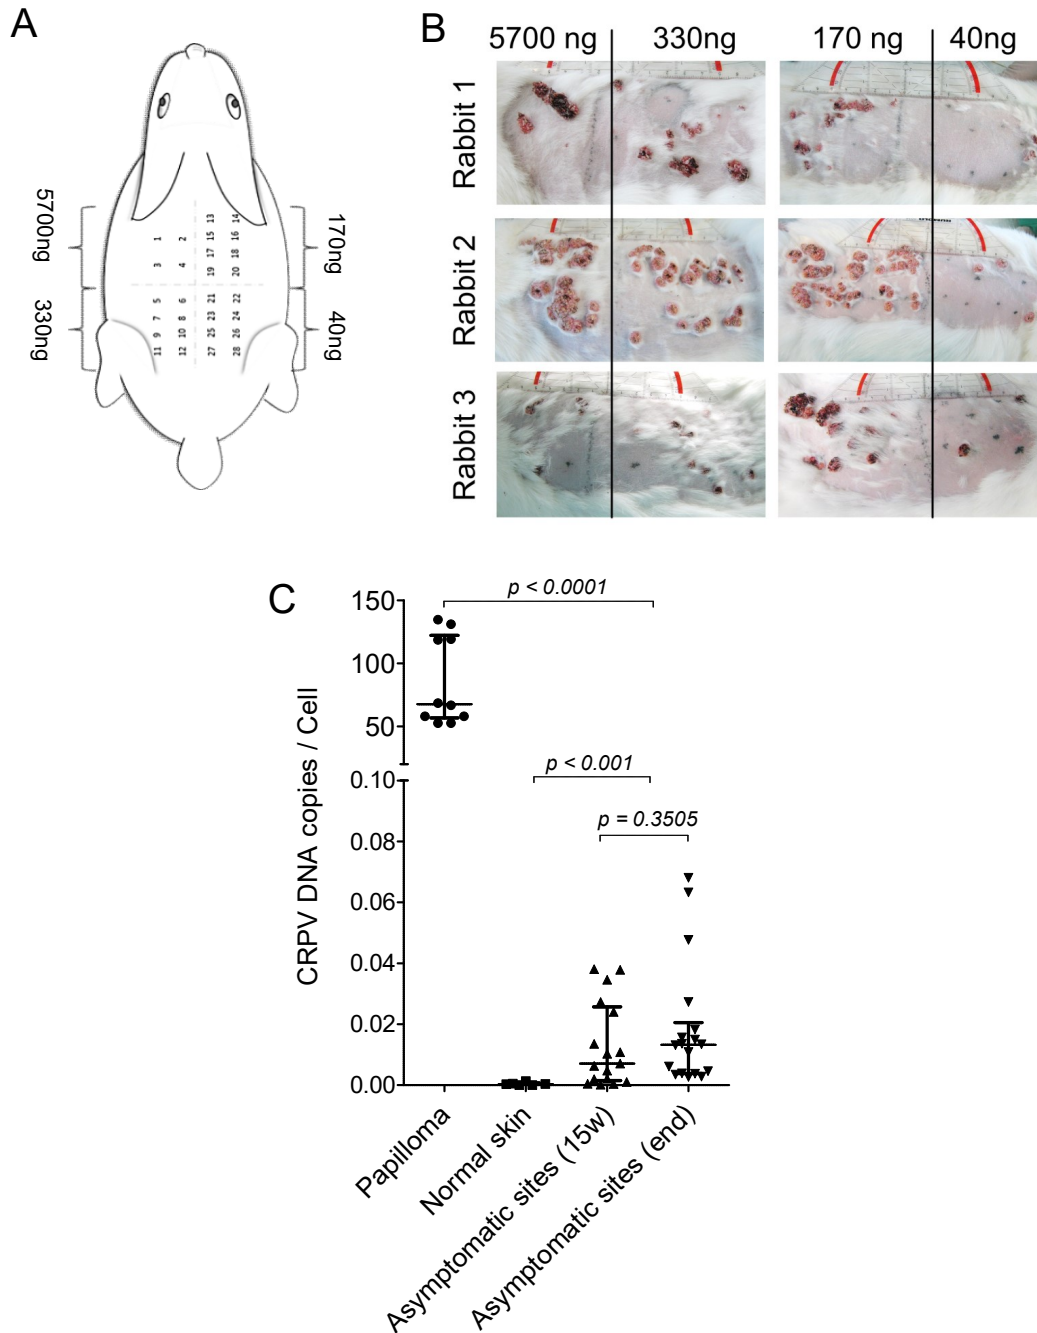 A
5700ng
330ng
170ng
40ng
13 14
1 2 15 16
3 4 17 18
19 20
5 6 21 22
7 8 23 24
9 10 25 26
11 12 27 28
B
5700 ng 330ng 170 ng 40ng
Rabbit 1
Rabbit 2
Rabbit 3
C
p < 0.0001
p < 0.001
p = 0.3505
CRPV DNA copies / Cell
150
100
50
0.10
0.08
0.06
0.04
0.02
0.00
Papilloma
Normal skin
Asymptomatic sites (15w)
Asymptomatic sites (end)